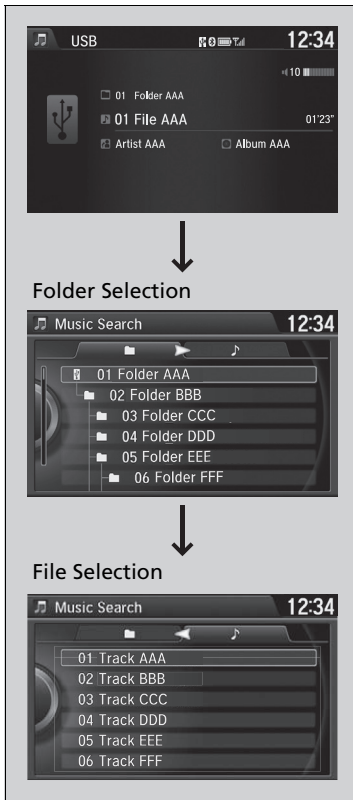 USB 12:34
10
01 Folder AAA
01 File AAA 01'23"
Artist AAA Album AAA
Folder Selection
Music Search 12:34
01 Folder AAA
02 Folder BBB
03 Folder CCC
04 Folder DDD
05 Folder EEE
06 Folder FFF
File Selection
Music Search 12:34
01 Track AAA
02 Track BBB
03 Track CCC
04 Track DDD
05 Track EEE
06 Track FFF